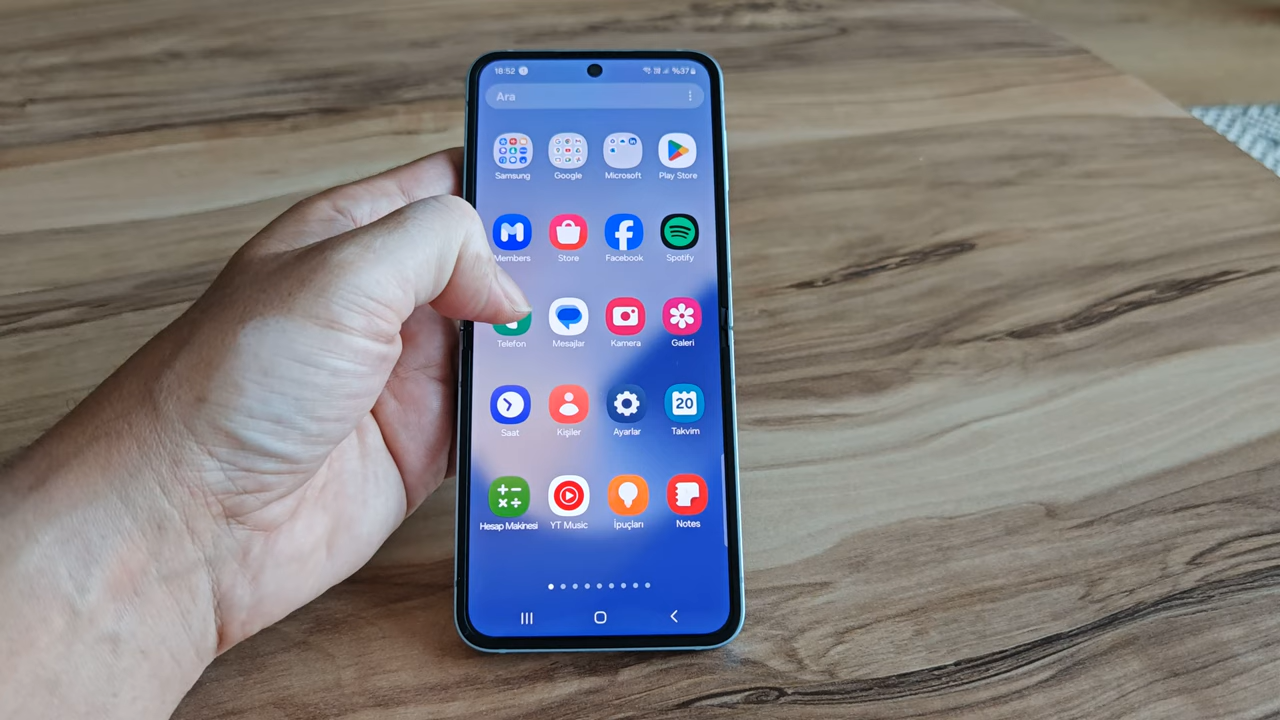 18:52
%37
Ara
Samsung Google Microsoft Play Store
Members Store Facebook Spotify
Telefon Mesajlar Kamera Galeri
20
Saat Kişiler Ayarlar Takvim
Hesap Makinesi YT Music İpuçları Notes